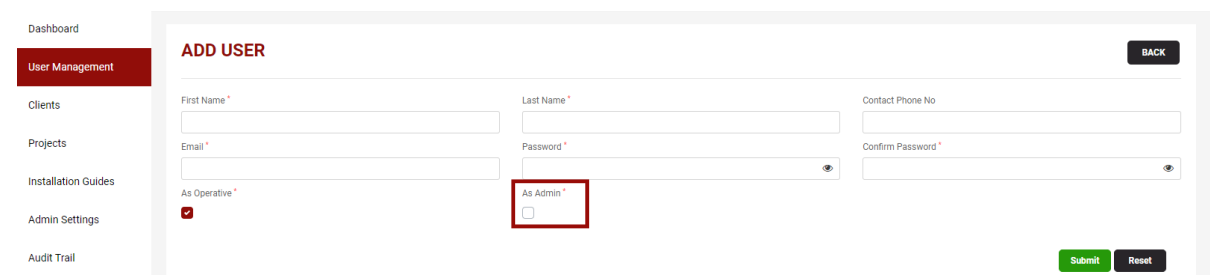 Dashboard
ADD USER
BACK
User Management
Clients
First Name *
Last Name *
Contact Phone No
Projects
Email *
Password *
Confirm Password *
Installation Guides
As Operative *
As Admin *
Admin Settings
Audit Trail
Submit
Reset